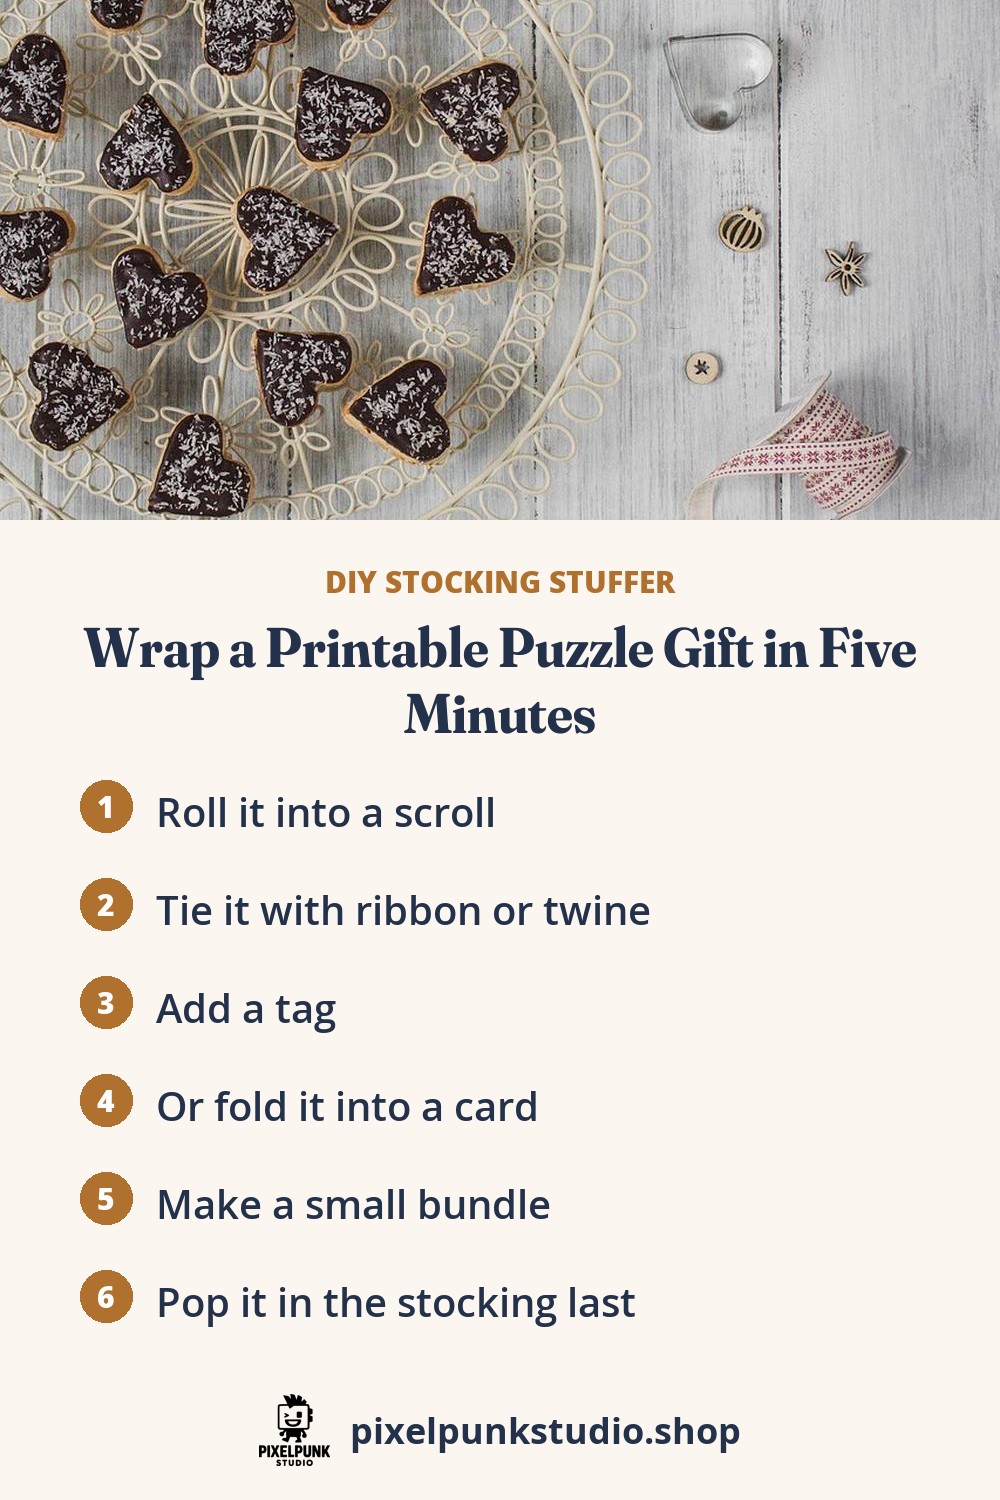 DIY STOCKING STUFFER
Wrap a Printable Puzzle Gift in Five
Minutes
1 Roll it into a scroll
2 Tie it with ribbon or twine
3 Add a tag
4 Or fold it into a card
5 Make a small bundle
6 Pop it in the stocking last
PIXELPUNK
STUDIO
pixelpunkstudio.shop